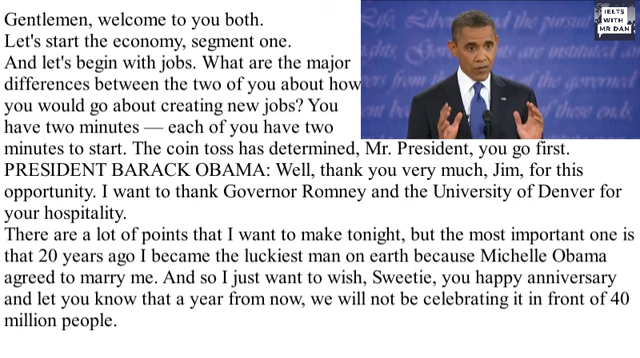 Gentlemen, welcome to you both.
Let's start the economy, segment one.
And let's begin with jobs. What are the major
differences between the two of you about how
you would go about creating new jobs? You
have two minutes — each of you have two
minutes to start. The coin toss has determined, Mr. President, you go first.
PRESIDENT BARACK OBAMA: Well, thank you very much, Jim, for this
opportunity. I want to thank Governor Romney and the University of Denver for
your hospitality.
There are a lot of points that I want to make tonight, but the most important one is
that 20 years ago I became the luckiest man on earth because Michelle Obama
agreed to marry me. And so I just want to wish, Sweetie, you happy anniversary
and let you know that a year from now, we will not be celebrating it in front of 40
million people.
IELTS
WITH
MR DAN